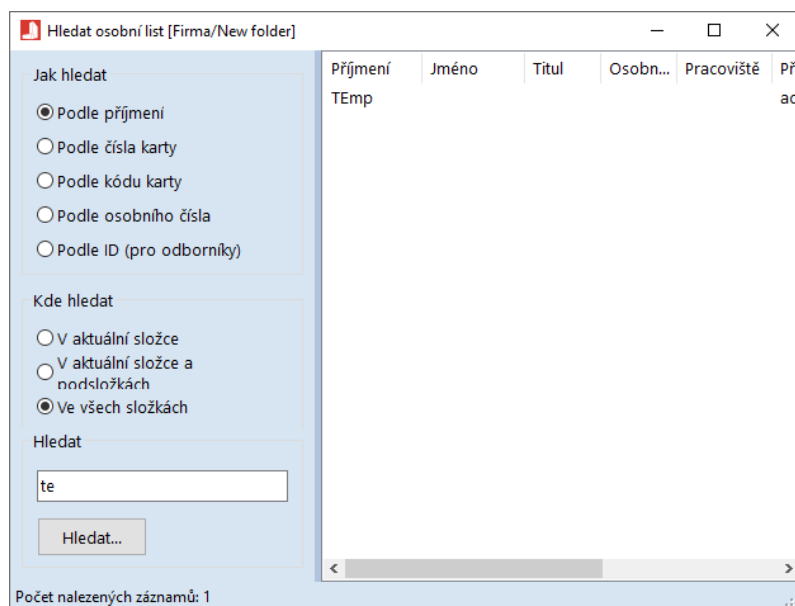 Hledat osobní list [Firma/New folder]
Jak hledat
Podle příjmení
Podle čísla karty
Podle kódu karty
Podle osobního čísla
Podle ID (pro odborníky)
Kde hledat
V aktuální složce
V aktuální složce a
podsložkách
Ve všech složkách
Hledat
te
Hledat...
Příjmení Jméno Titul Osobn... Pracoviště Př
TEmp ac
Počet nalezených záznamů: 1